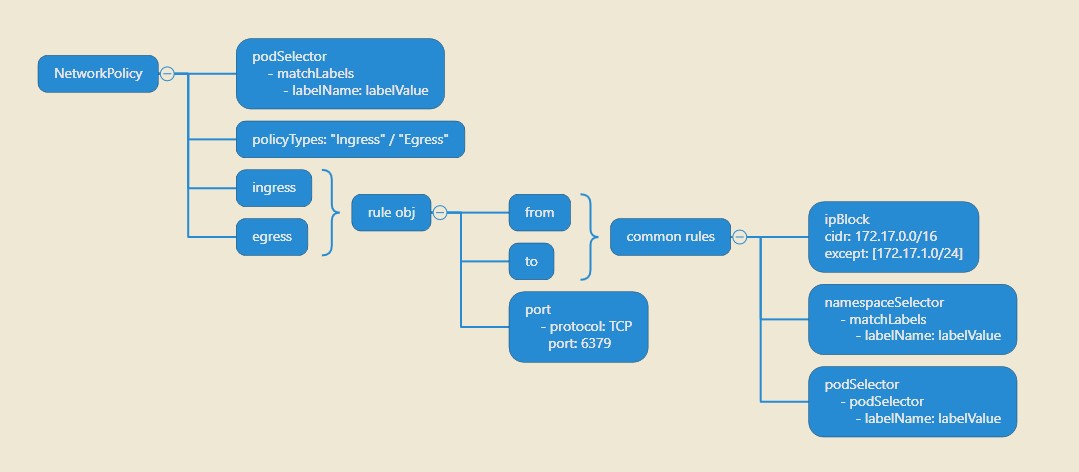 NetworkPolicy
podSelector
- matchLabels
- labelName: labelValue
policyTypes: "Ingress" / "Egress"
ingress
egress
rule obj
from
to
port
- protocol: TCP
port: 6379
common rules
ipBlock
cidr: 172.17.0.0/16
except: [172.17.1.0/24]
namespaceSelector
- matchLabels
- labelName: labelValue
podSelector
- podSelector
- labelName: labelValue